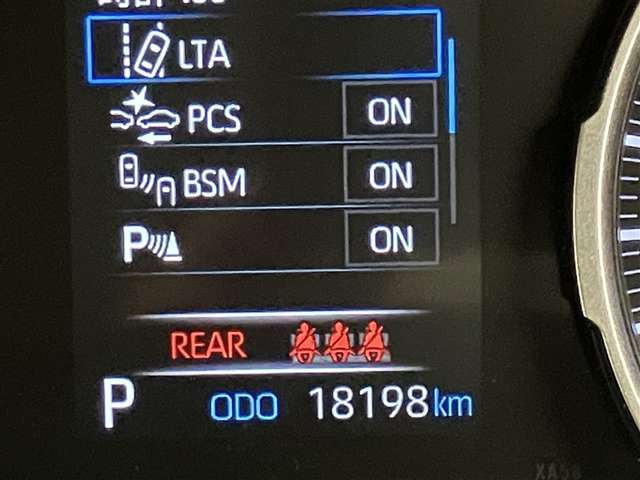 LTA
PCS ON
BSM ON
P ON
REAR
P ODO 18198km